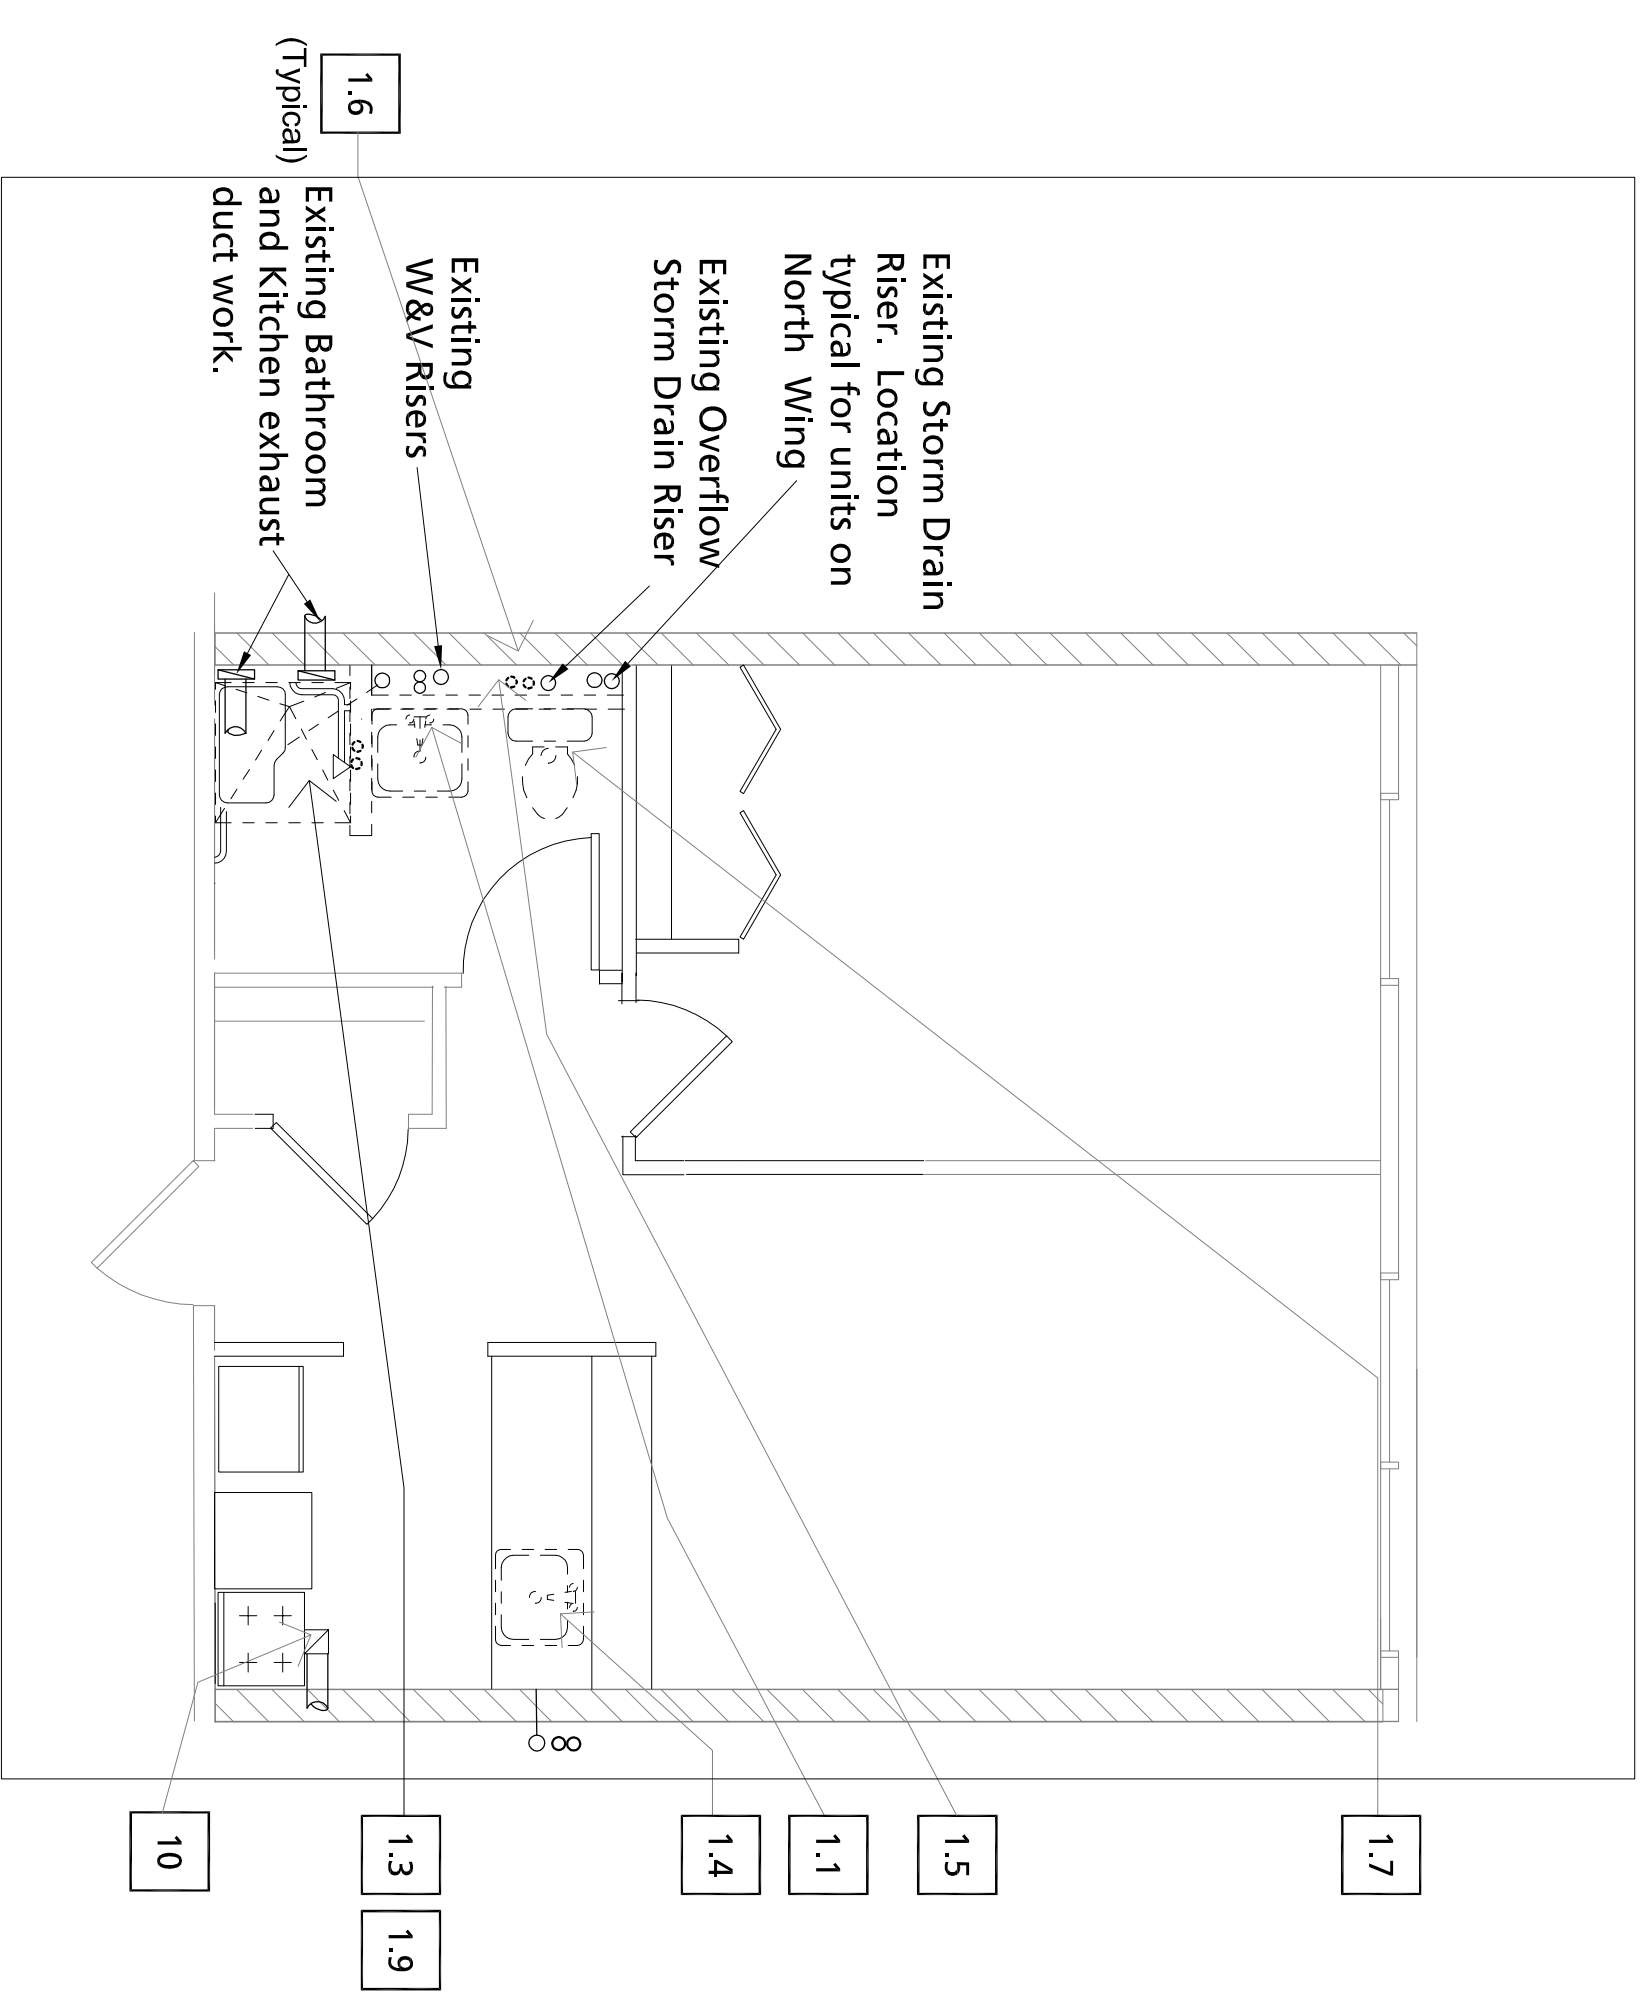 1.6
(Typical)
Existing Storm Drain
Riser. Location
typical for units on
North Wing
Existing Overflow
Storm Drain Riser
Existing
W&V Risers
Existing Bathroom
and Kitchen exhaust
duct work.
1.7
1.5
1.1
1.4
1.3
1.9
10